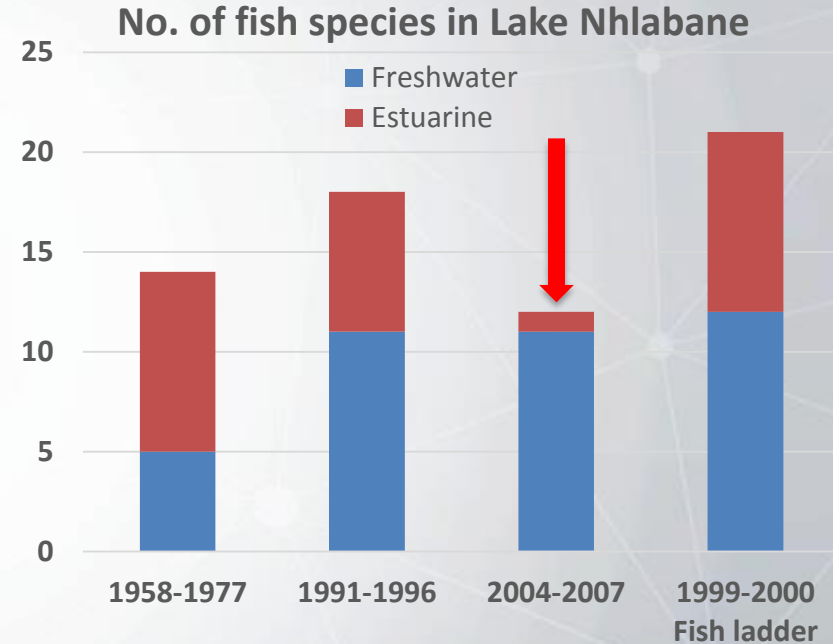 No. of fish species in Lake Nhlabane
25
Freshwater
Estuarine
20
15
10
5
0
1958-1977 1991-1996 2004-2007 1999-2000
Fish ladder